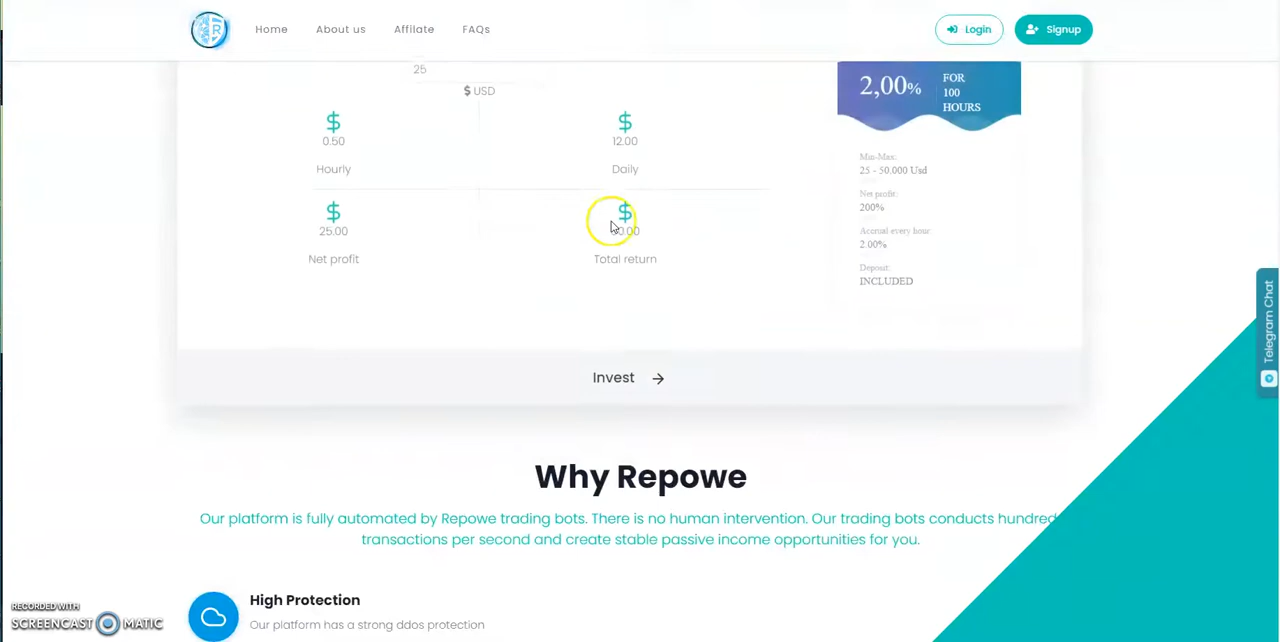 Home
About us
Affilate
FAQs
Login
Signup
25
$ USD
$
0.50
Hourly
$
12.00
Daily
$
25.00
Net profit
$
Total return
2,00%
FOR
100
HOURS
Min-Max:
25 - 50.000 Usd
Net profit:
200%
Accrual every hour:
2.00%
Deposit:
INCLUDED
Telegram Chat
Invest →
Why Repowe
Our platform is fully automated by Repowe trading bots. There is no human intervention. Our trading bots conducts hundred
transactions per second and create stable passive income opportunities for you.
High Protection
Our platform has a strong ddos protection
RECORDED WITH
SCREENCAST MATIC